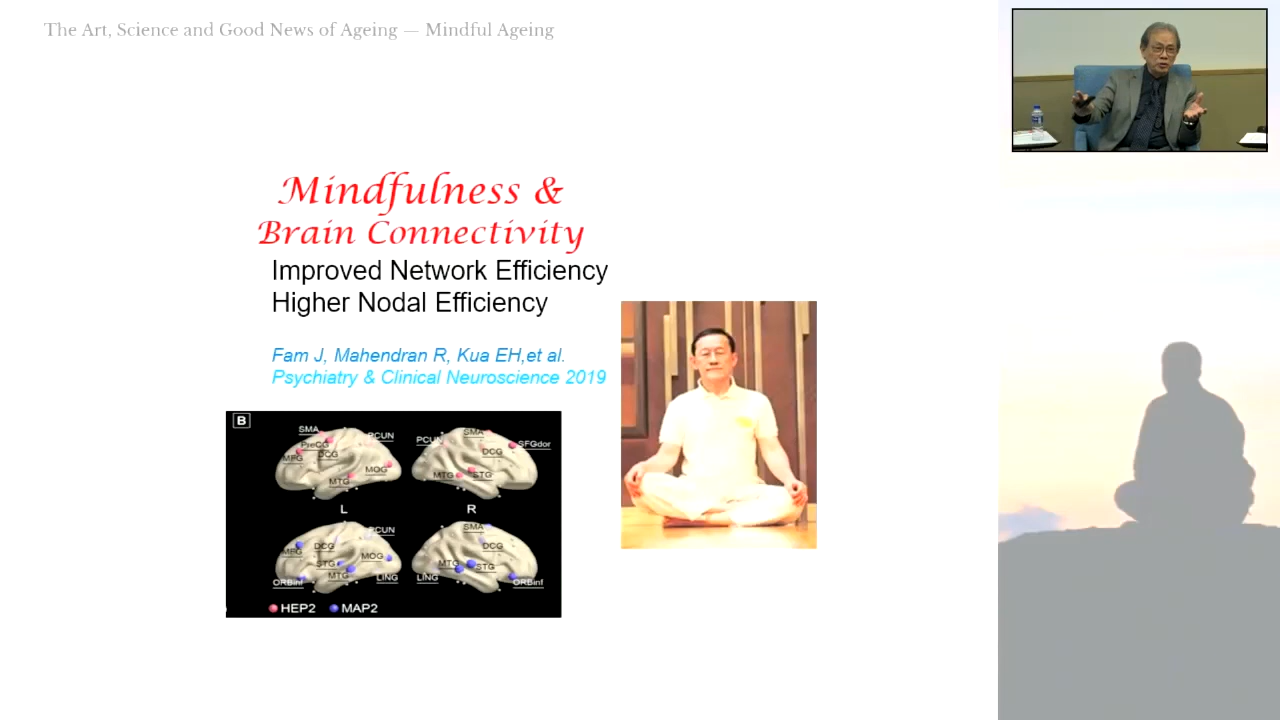 The Art, Science and Good News of Ageing — Mindful Ageing
Mindfulness &
Brain Connectivity
Improved Network Efficiency
Higher Nodal Efficiency
Fam J, Mahendran R, Kua EH,et al.
Psychiatry & Clinical Neuroscience 2019
B
SMA PCUN PCUN SMA SFGdor
PreCG
MFG DCG DCG
MOG
MTG MTG STG
L R
PCUN SMA
MFG DCG DCG
MOG
STG MTG STG
MTG LING LING
ORBinf ORBinf
HEP2 MAP2